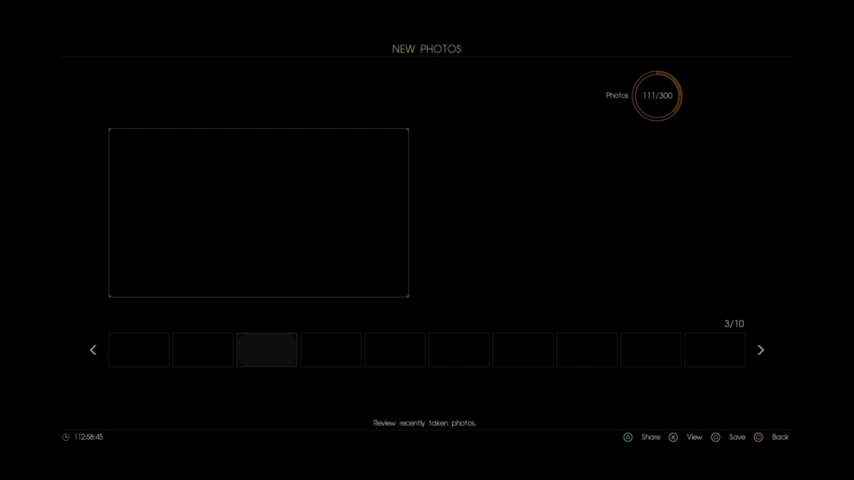 NEW PHOTOS
Photos 111/300
3/10
Review recently taken photos.
112:58:45
Share View Save Back